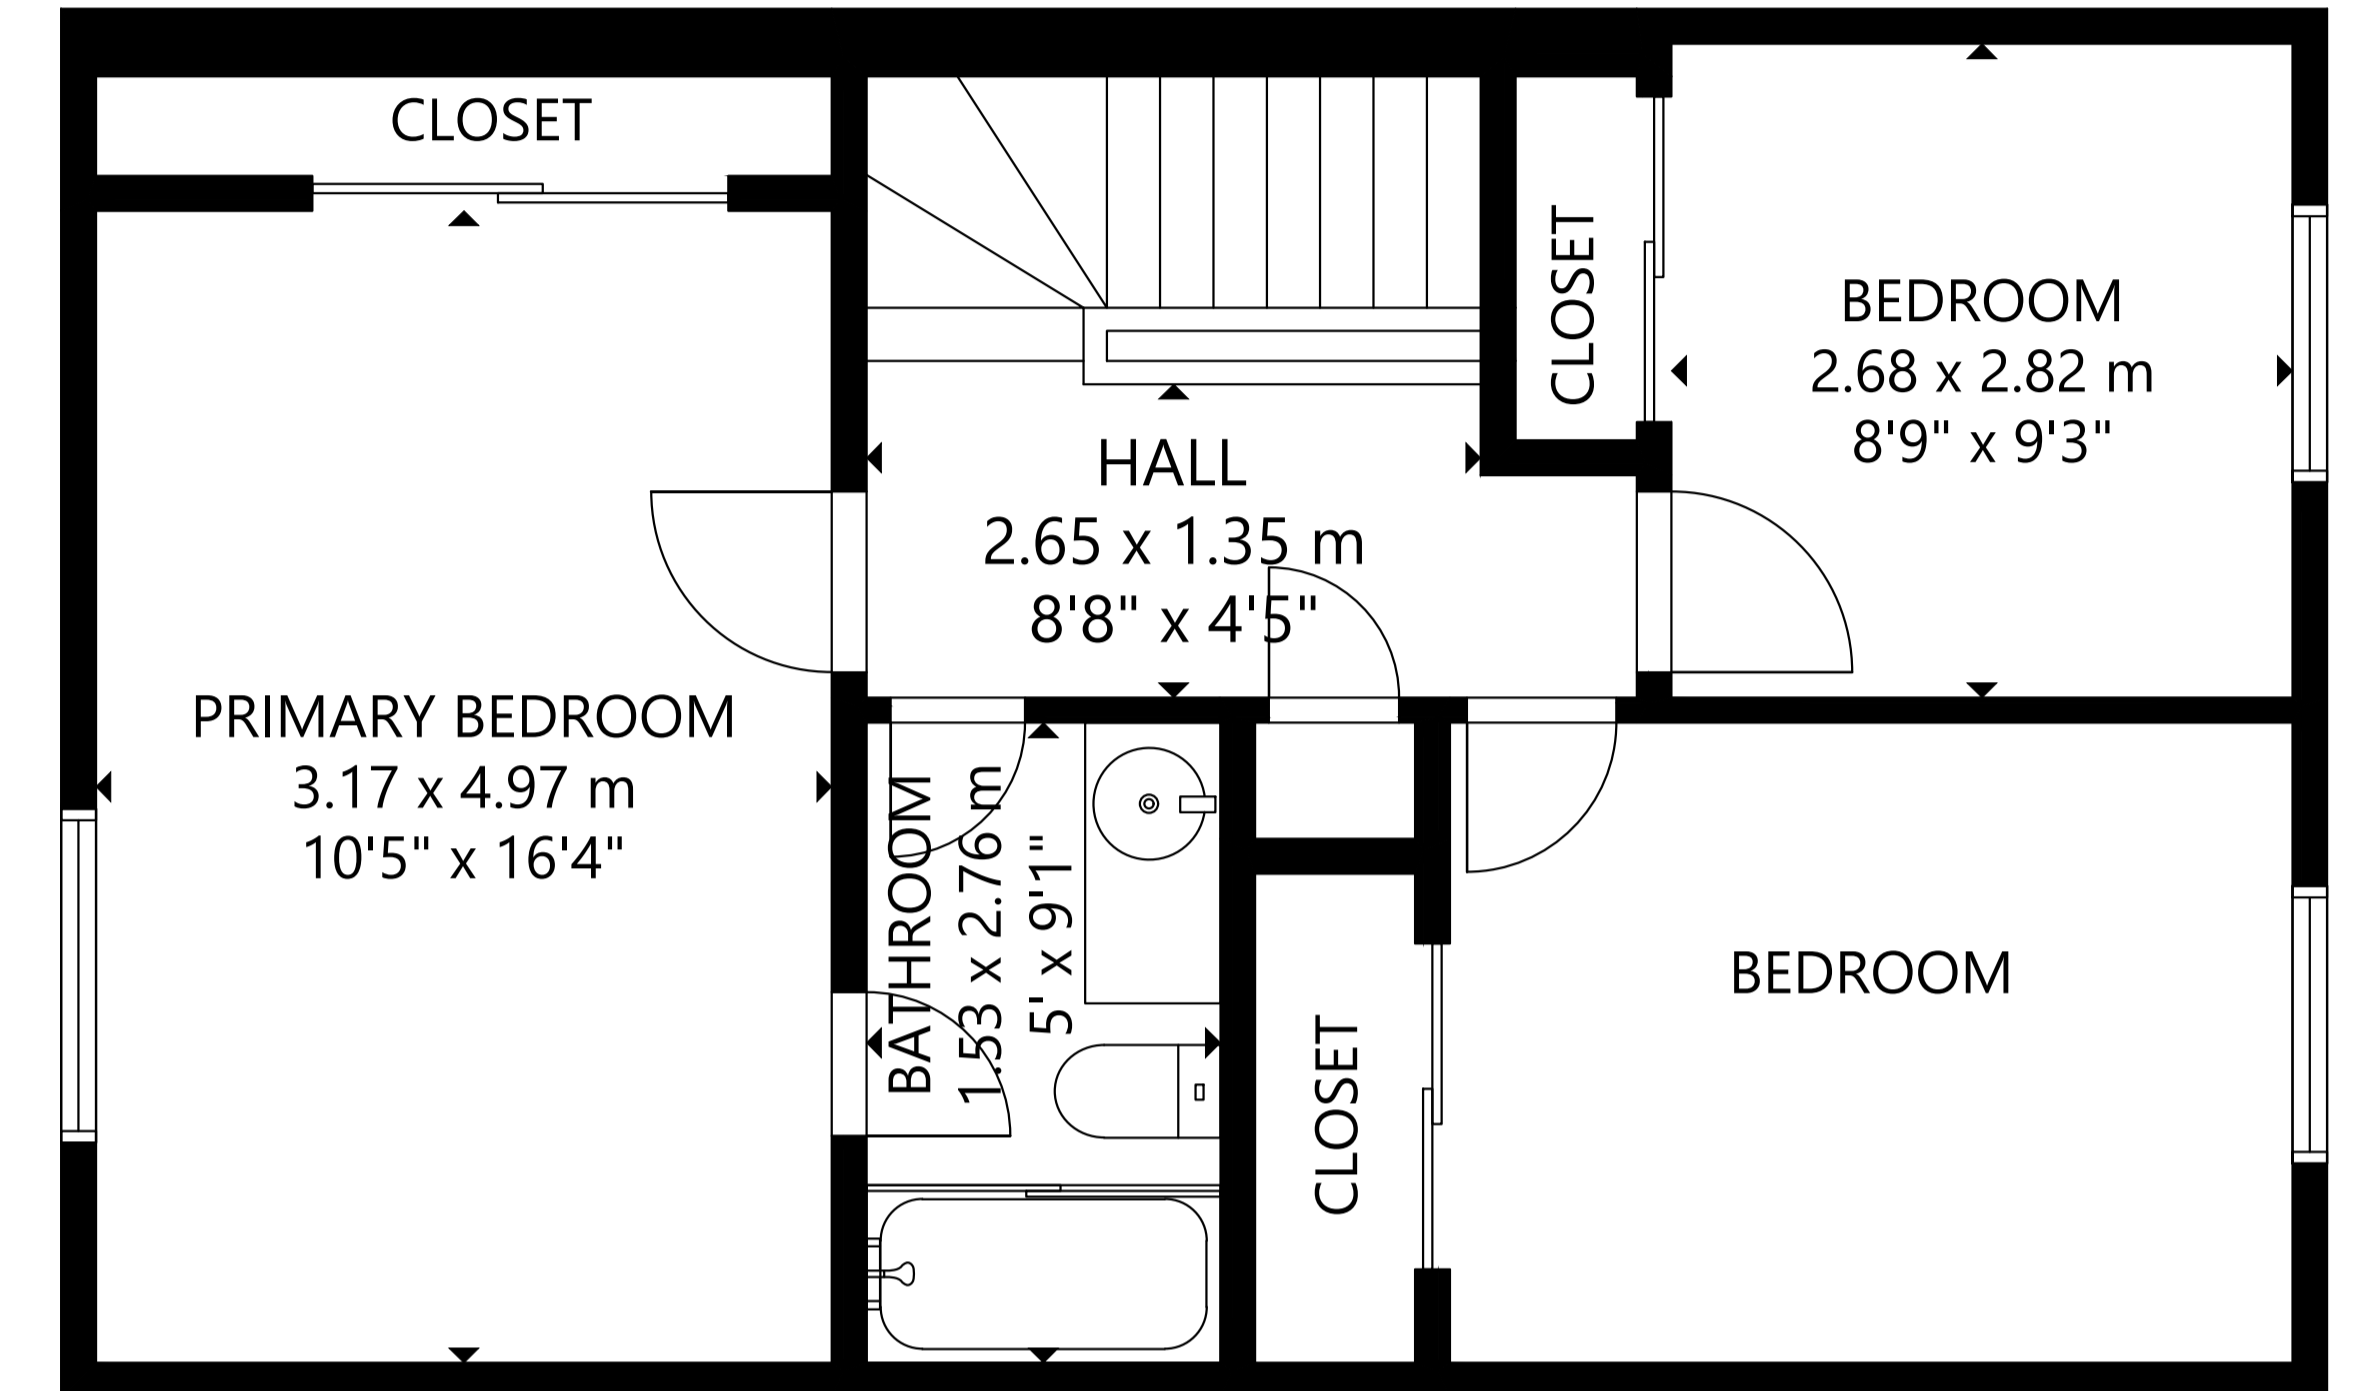 CLOSET
CLOSET
BEDROOM
2.68 x 2.82 m
8'9" x 9'3"
HALL
2.65 x 1.35 m
8'8" x 4'5"
PRIMARY BEDROOM
3.17 x 4.97 m
10'5" x 16'4"
BATHROOM
1.53 x 2.76 m
5' x 9'1"
CLOSET
BEDROOM